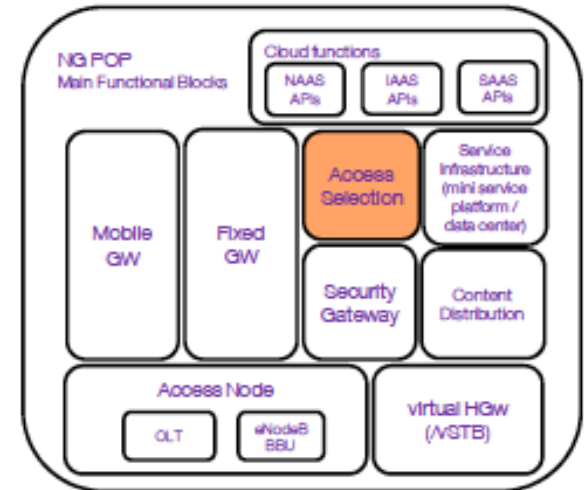 NG POP
Main Functional Blocks
Cloud functions
NAAS
APIs
IAAS
APIs
SAAS
APIs
Mobile
GW
Fixed
GW
Access
Selection
Service
Infrastructure
(mini service
platform /
data center)
Security
Gateway
Content
Distribution
Access Node
OLT
eNodeB
BBU
virtual HGw
(/vSTB)